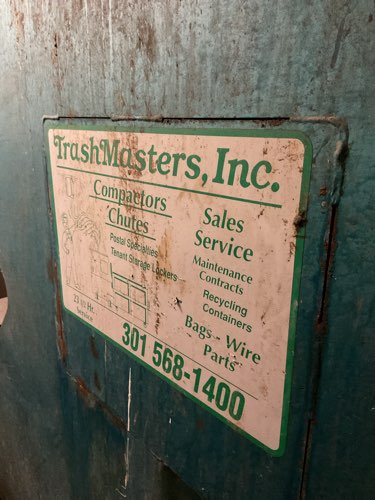 TrashMasters, Inc.
Compactors
Chutes
Postal Specialties
Tenant Storage Lockers
Service
Sales
Service
Maintenance
Contracts
Recycling
Containers
Bags - Wire
Parts
301 568-1400